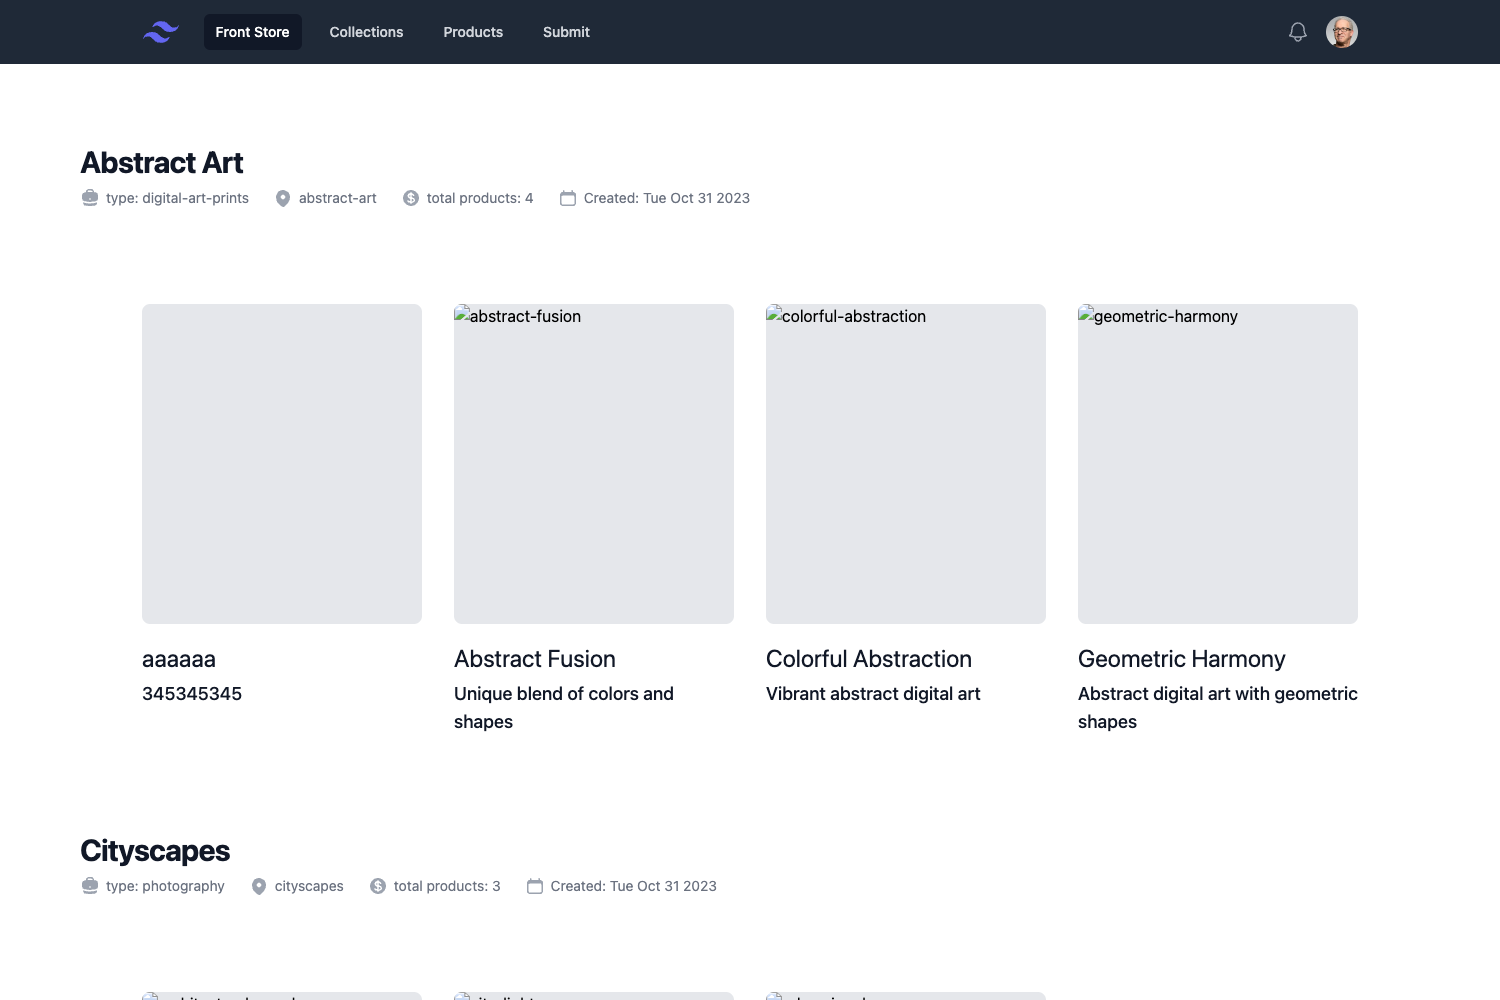 Front Store
Collections
Products
Submit
Abstract Art
type: digital-art-prints
abstract-art
total products: 4
Created: Tue Oct 31 2023
abstract-fusion
colorful-abstraction
geometric-harmony
aaaaaa
345345345
Abstract Fusion
Unique blend of colors and
shapes
Colorful Abstraction
Vibrant abstract digital art
Geometric Harmony
Abstract digital art with geometric
shapes
Cityscapes
type: photography
cityscapes
total products: 3
Created: Tue Oct 31 2023